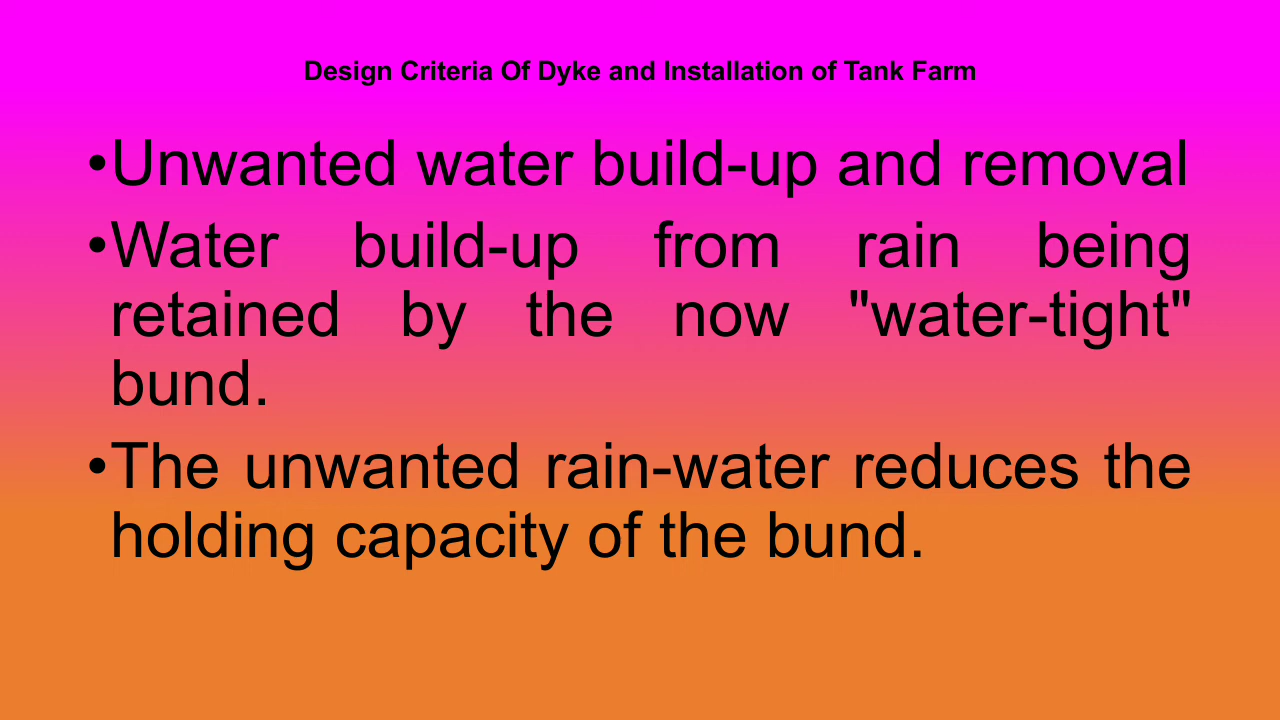 Design Criteria Of Dyke and Installation of Tank Farm
•Unwanted water build-up and removal
•Water build-up from rain being
retained by the now "water-tight"
bund.
•The unwanted rain-water reduces the
holding capacity of the bund.